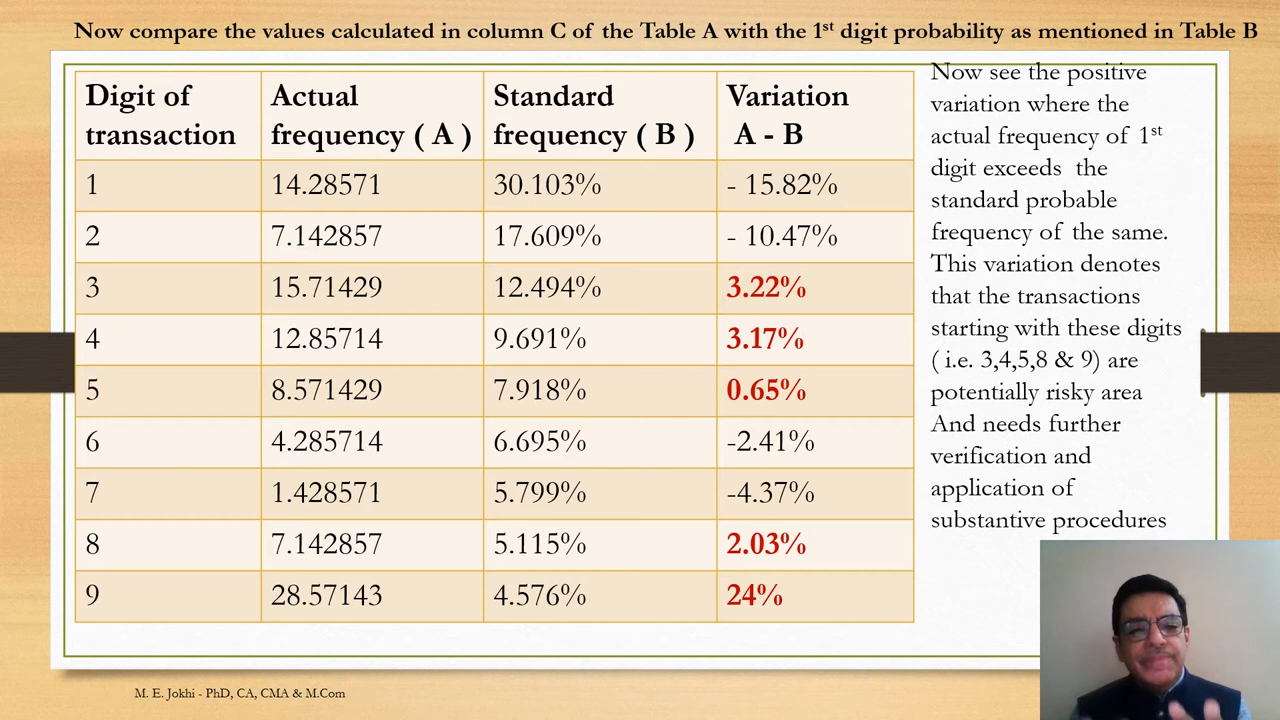 Now compare the values calculated in column C of the Table A with the 1st digit probability as mentioned in Table B
Digit of transaction Actual frequency ( A ) Standard frequency ( B ) Variation A - B
1 14.28571 30.103% - 15.82%
2 7.142857 17.609% - 10.47%
3 15.71429 12.494% 3.22%
4 12.85714 9.691% 3.17%
5 8.571429 7.918% 0.65%
6 4.285714 6.695% -2.41%
7 1.428571 5.799% -4.37%
8 7.142857 5.115% 2.03%
9 28.57143 4.576% 24%
Now see the positive
variation where the
actual frequency of 1st
digit exceeds the
standard probable
frequency of the same.
This variation denotes
that the transactions
starting with these digits
( i.e. 3,4,5,8 & 9) are
potentially risky area
And needs further
verification and
application of
substantive procedures
M. E. Jokhi - PhD, CA, CMA & M.Com